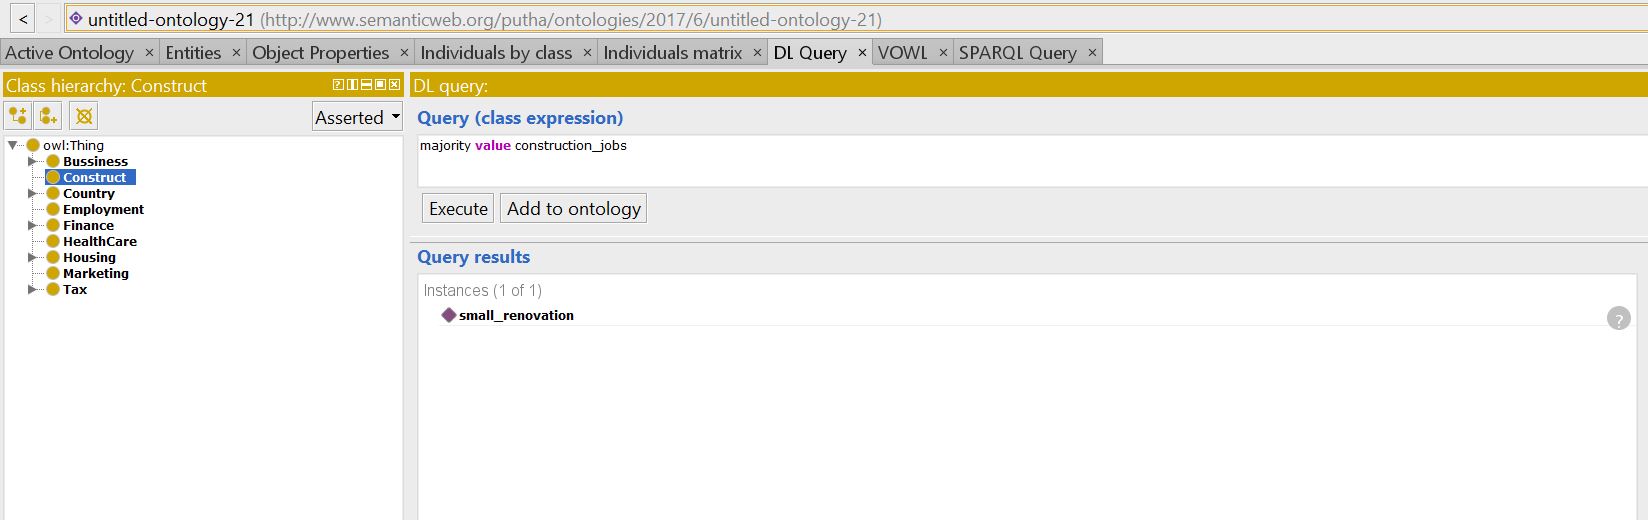 < > untitled-ontology-21 (http://www.semanticweb.org/putha/ontologies/2017/6/untitled-ontology-21)
Active Ontology × Entities × Object Properties × Individuals by class × Individuals matrix × DL Query × VOWL × SPARQL Query ×
Class hierarchy: Construct
Asserted
owl:Thing
Bussiness
Construct
Country
Employment
Finance
HealthCare
Housing
Marketing
Tax
DL query:
Query (class expression)
majority value construction_jobs
Execute Add to ontology
Query results
Instances (1 of 1)
small_renovation
?